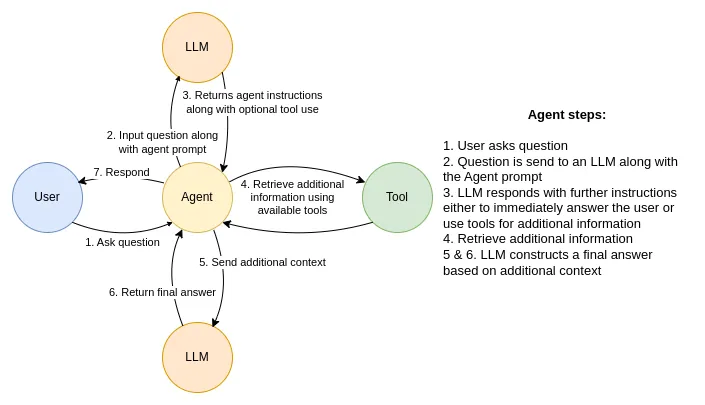 LLM
3. Returns agent instructions
along with optional tool use
2. Input question along
with agent prompt
7. Respond
User
Agent
4. Retrieve additional
information using
available tools
Tool
1. Ask question
5. Send additional context
6. Return final answer
LLM
Agent steps:
1. User asks question
2. Question is send to an LLM along with
the Agent prompt
3. LLM responds with further instructions
either to immediately answer the user or
use tools for additional information
4. Retrieve additional information
5 & 6. LLM constructs a final answer
based on additional context